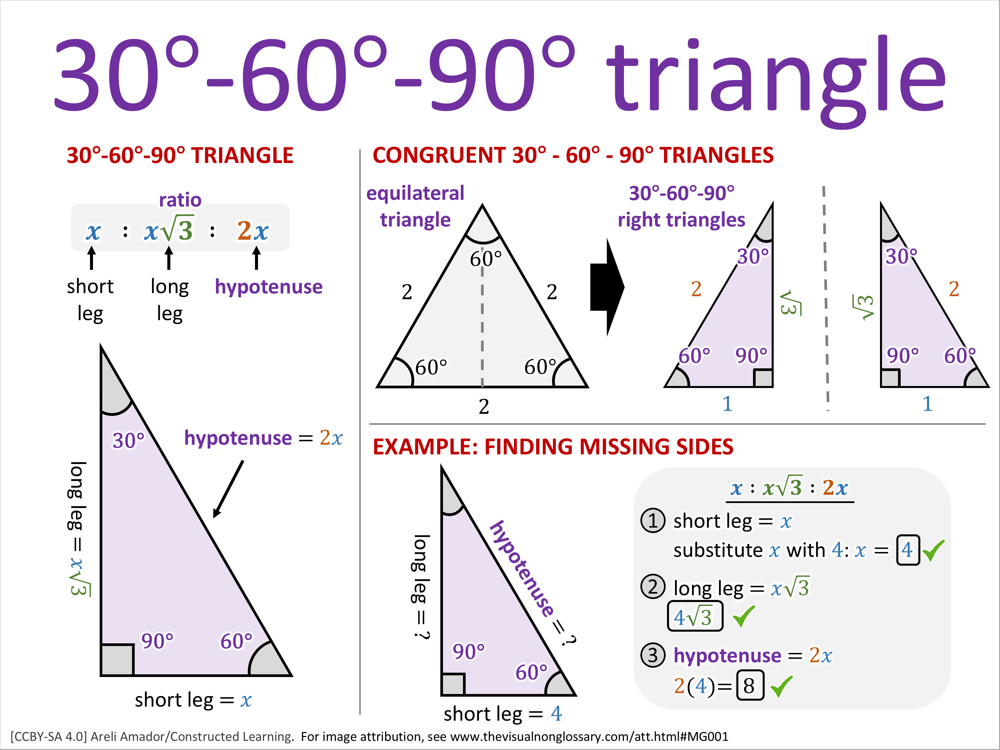 30°-60°-90° triangle
30°-60°-90° TRIANGLE
ratio
x : x√3 : 2x
short leg
long leg
hypotenuse
30°
hypotenuse = 2x
long leg = x√3
90°
60°
short leg = x
CONGRUENT 30° - 60° - 90° TRIANGLES
equilateral
triangle
60°
2
2
60°
60°
2
30°-60°-90°
right triangles
30°
2
√3
60°
90°
1
30°
√3
2
90°
60°
1
EXAMPLE: FINDING MISSING SIDES
long leg = ?
hypotenuse = ?
90°
60°
short leg = 4
x : x√3 : 2x
1 short leg = x
substitute x with 4: x = 4
2 long leg = x√3
4√3
3 hypotenuse = 2x
2(4)= 8
[CCBY-SA 4.0] Areli Amador/Constructed Learning. For image attribution, see www.thevisualnonglossary.com/att.html#MG001